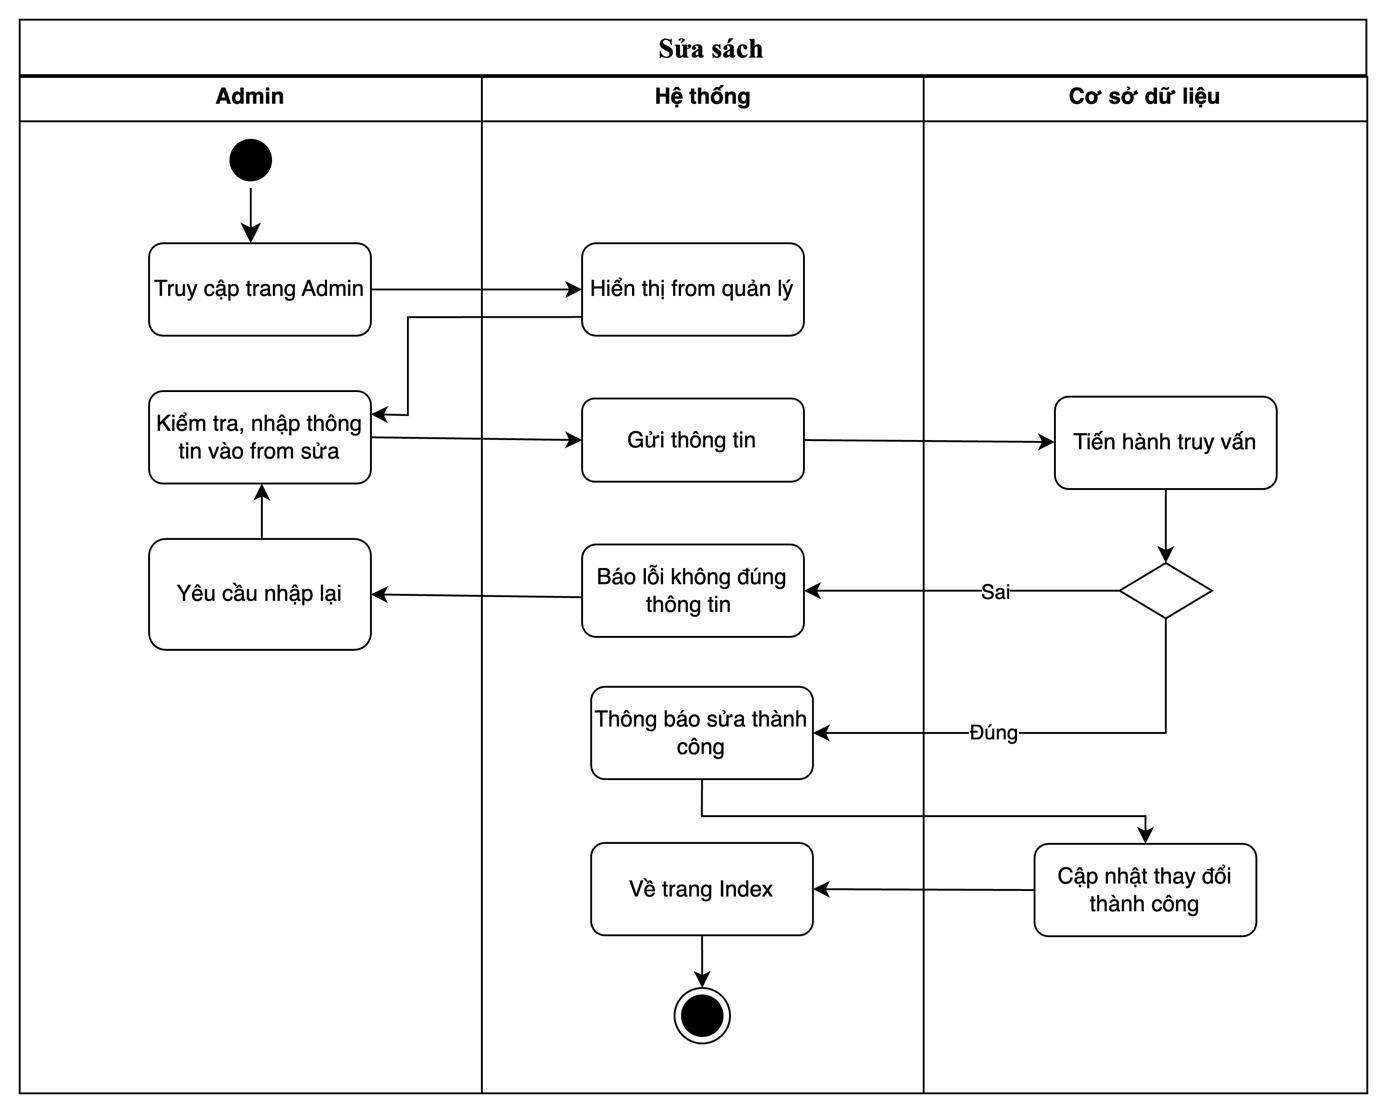 Sửa sách
Admin
Hệ thống
Cơ sở dữ liệu
Truy cập trang Admin
Hiển thị from quản lý
Kiểm tra, nhập thông
tin vào from sửa
Gửi thông tin
Tiến hành truy vấn
Yêu cầu nhập lại
Báo lỗi không đúng
thông tin
Sai
Thông báo sửa thành
công
Đúng
Về trang Index
Cập nhật thay đổi
thành công